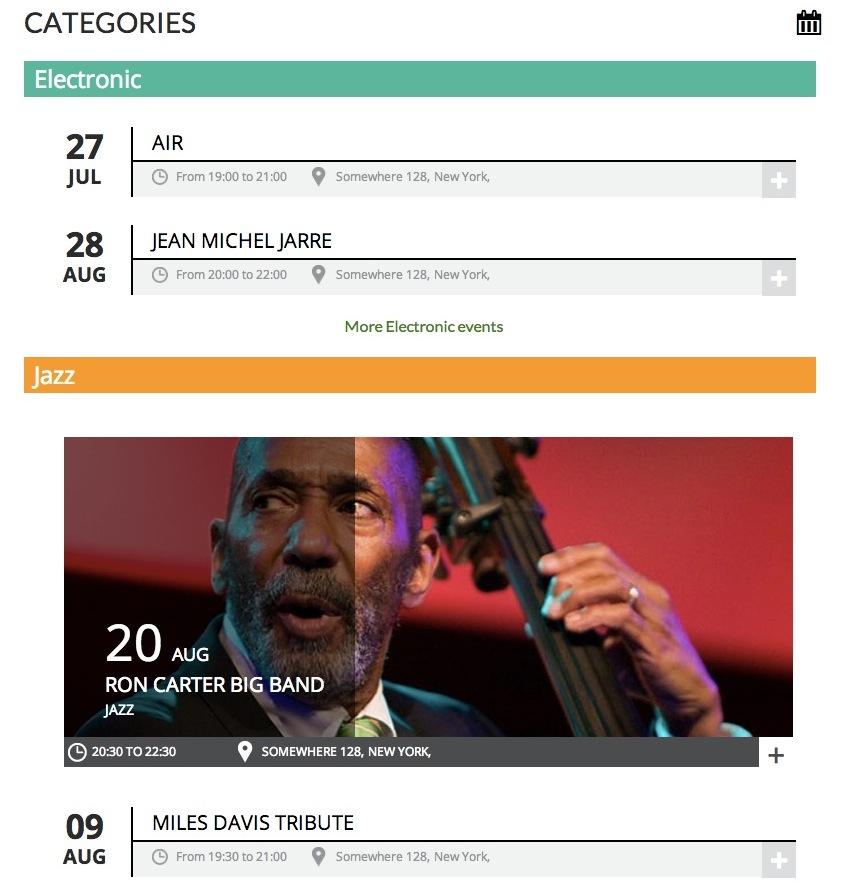 CATEGORIES
Electronic
27
JUL
AIR
From 19:00 to 21:00 Somewhere 128, New York,
28
AUG
JEAN MICHEL JARRE
From 20:00 to 22:00 Somewhere 128, New York,
More Electronic events
Jazz
20 AUG
RON CARTER BIG BAND
JAZZ
20:30 TO 22:30 SOMEWHERE 128, NEW YORK,
09
AUG
MILES DAVIS TRIBUTE
From 19:30 to 21:00 Somewhere 128, New York,